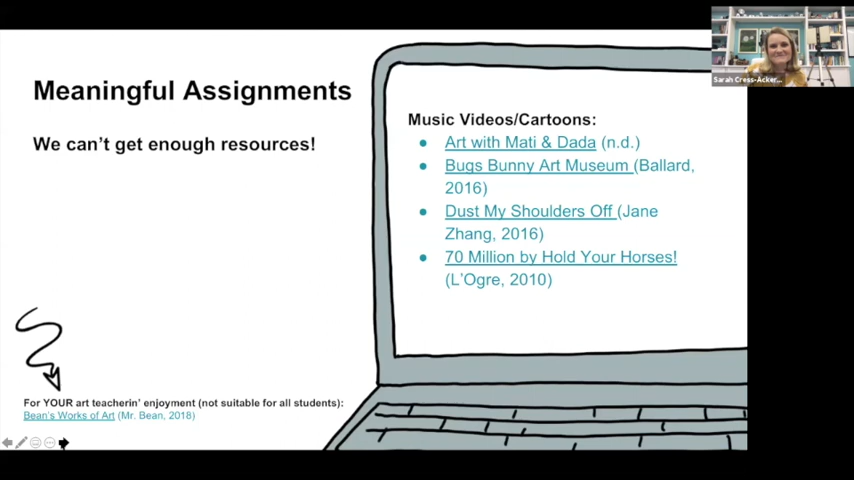 Sarah Cress-Acker...
Meaningful Assignments
We can't get enough resources!
Music Videos/Cartoons:
● Art with Mati & Dada (n.d.)
● Bugs Bunny Art Museum (Ballard,
2016)
● Dust My Shoulders Off (Jane
Zhang, 2016)
● 70 Million by Hold Your Horses!
(L'Ogre, 2010)
For YOUR art teacherin' enjoyment (not suitable for all students):
Bean's Works of Art (Mr. Bean, 2018)